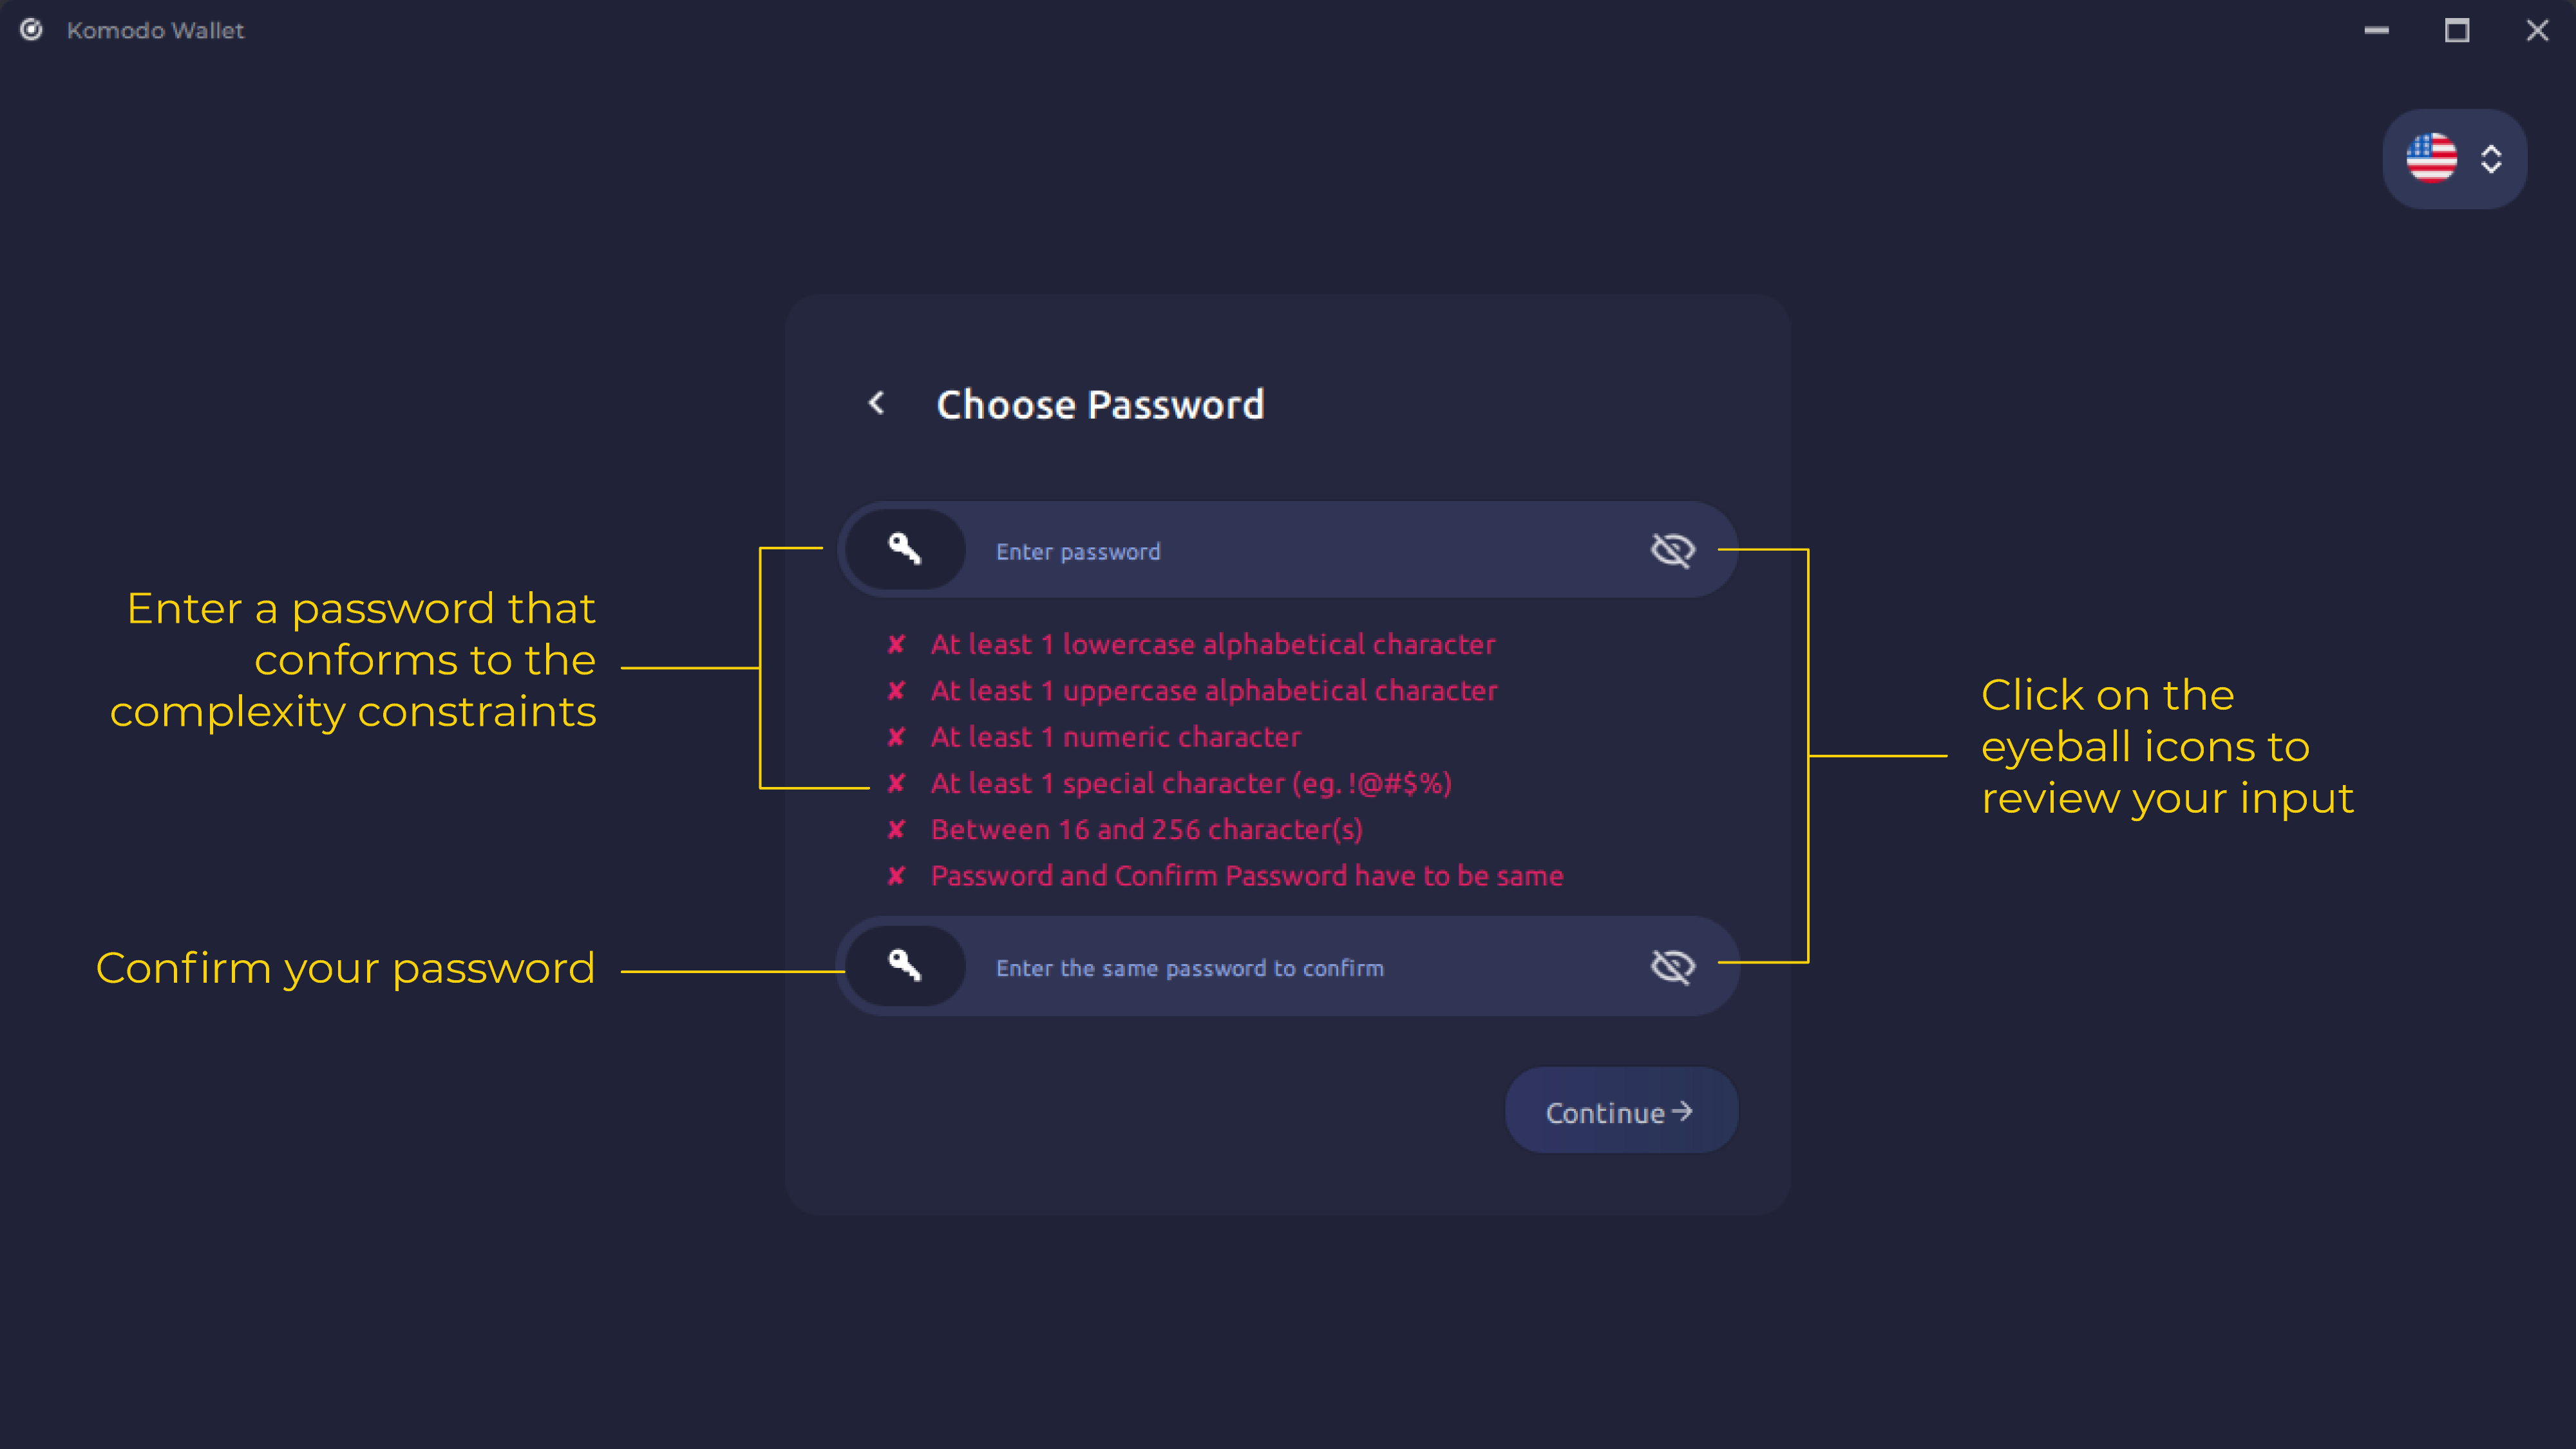 Komodo Wallet
Choose Password
Enter password
Enter a password that
conforms to the
complexity constraints
✘ At least 1 lowercase alphabetical character
✘ At least 1 uppercase alphabetical character
✘ At least 1 numeric character
✘ At least 1 special character (eg. !@#$%)
✘ Between 16 and 256 character(s)
✘ Password and Confirm Password have to be same
Click on the
eyeball icons to
review your input
Confirm your password
Enter the same password to confirm
Continue→